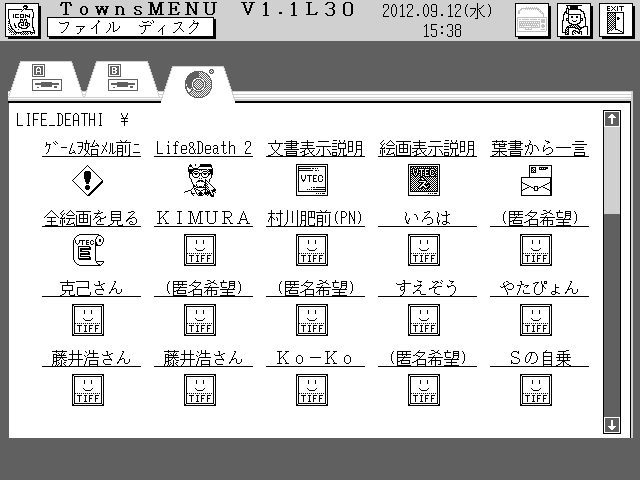 ICON
TownsMENU V1.1L30
ファイル ディスク
2012.09.12(水)
15:38
EXIT
A B
LIFE_DEATHI ¥
ｹﾞｰﾑｦ始ﾒﾙ前ﾆ Life&Death 2 文書表示説明 絵画表示説明 葉書から一言
VTEC VTEC
全絵画を見る ＫＩＭＵＲＡ 村川肥前(PN) いろは (匿名希望)
VTEC TIFF TIFF TIFF TIFF
克己さん (匿名希望) (匿名希望) すえぞう やたぴょん
TIFF TIFF TIFF TIFF TIFF
藤井浩さん 藤井浩さん Ｋｏ－Ｋｏ (匿名希望) Ｓの自乗
TIFF TIFF TIFF TIFF TIFF